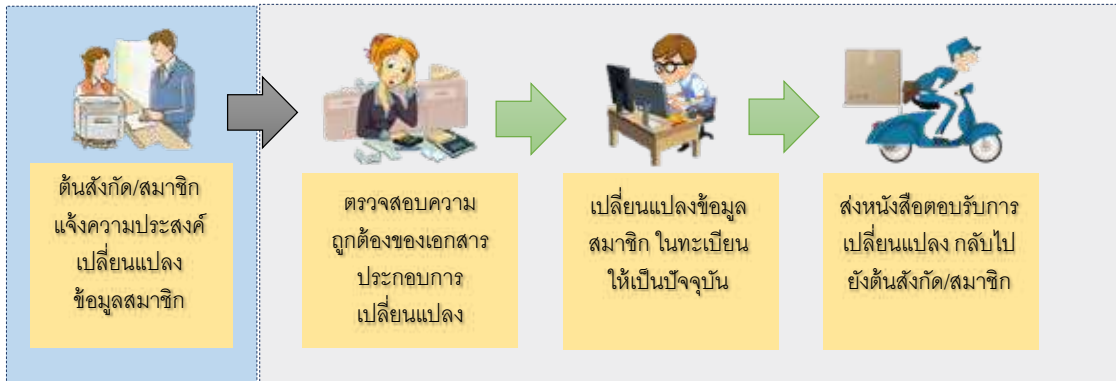 ต้นสังกัด/สมาชิก
แจ้งความประสงค์
เปลี่ยนแปลง
ข้อมูลสมาชิก
ตรวจสอบความ
ถูกต้องของเอกสาร
ประกอบการ
เปลี่ยนแปลง
เปลี่ยนแปลงข้อมูล
สมาชิก ในทะเบียน
ให้เป็นปัจจุบัน
ส่งหนังสือตอบรับการ
เปลี่ยนแปลง กลับไป
ยังต้นสังกัด/สมาชิก